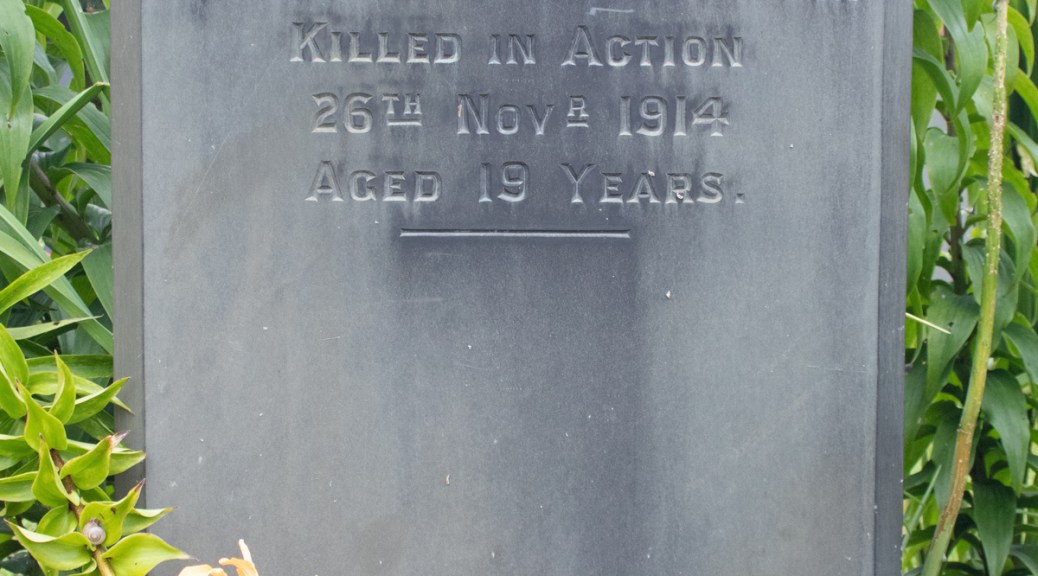 Killed in Action
26TH Novr 1914
Aged 19 Years.